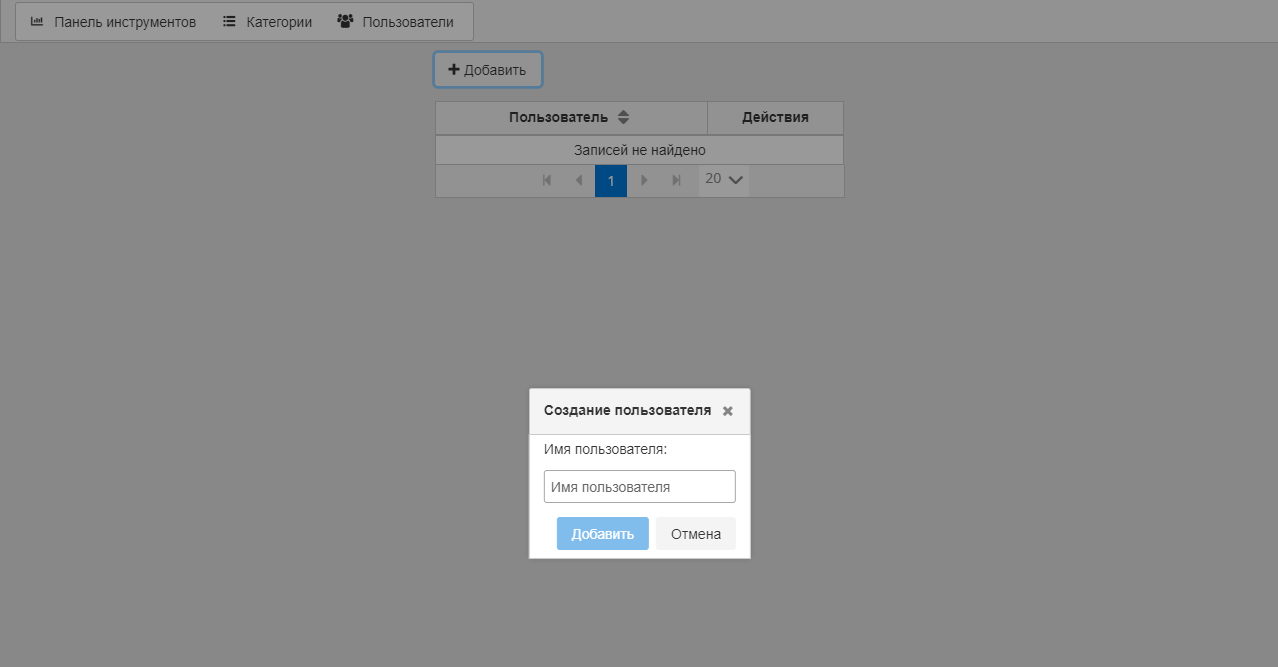 Панель инструментов Категории Пользователи
Добавить
Пользователь Действия
Записей не найдено
1 20
Создание пользователя
Имя пользователя:
Имя пользователя
Добавить Отмена